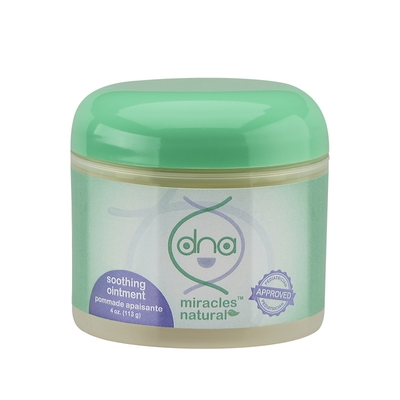 dna
soothing
ointment
pommade apaisante
4 oz. (113 g)
miracles™
natural
APPROVED